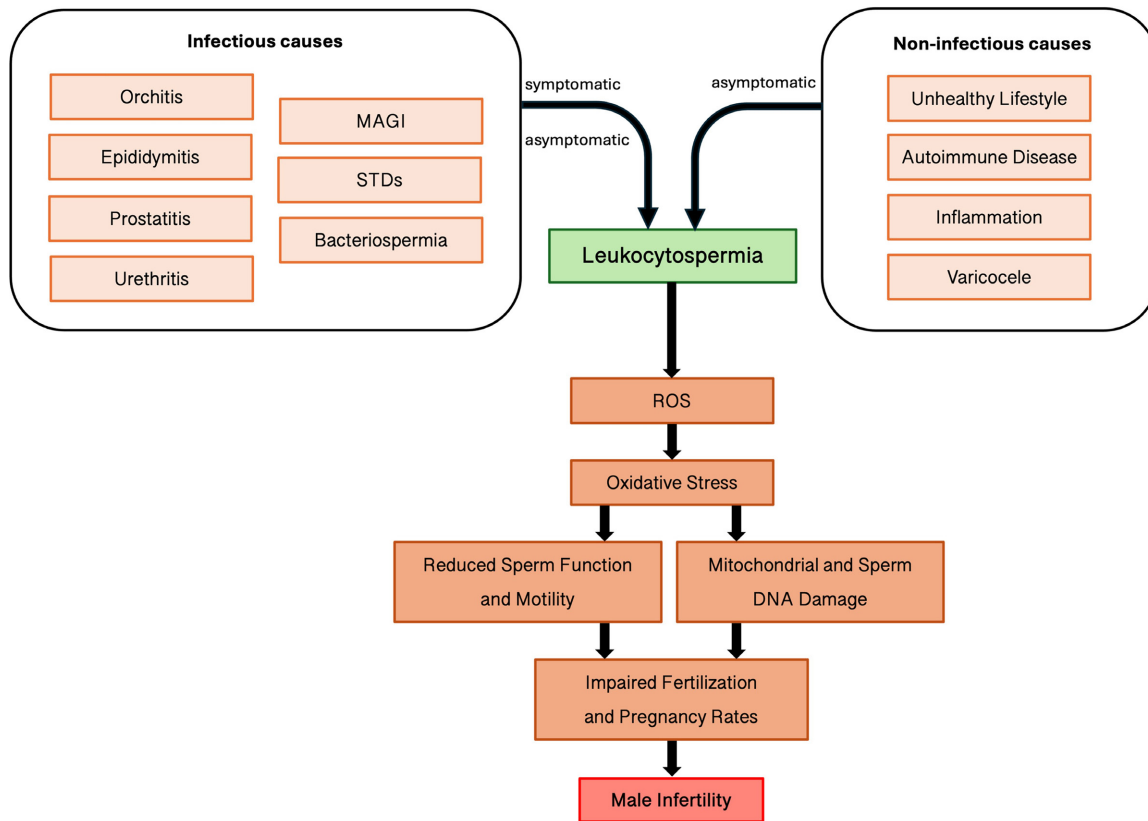 Infectious causes
Orchitis
Epididymitis
Prostatitis
Urethritis
MAGI
STDs
Bacteriospermia
symptomatic
asymptomatic
asymptomatic
Non-infectious causes
Unhealthy Lifestyle
Autoimmune Disease
Inflammation
Varicocele
Leukocytospermia
ROS
Oxidative Stress
Reduced Sperm Function
and Motility
Mitochondrial and Sperm
DNA Damage
Impaired Fertilization
and Pregnancy Rates
Male Infertility